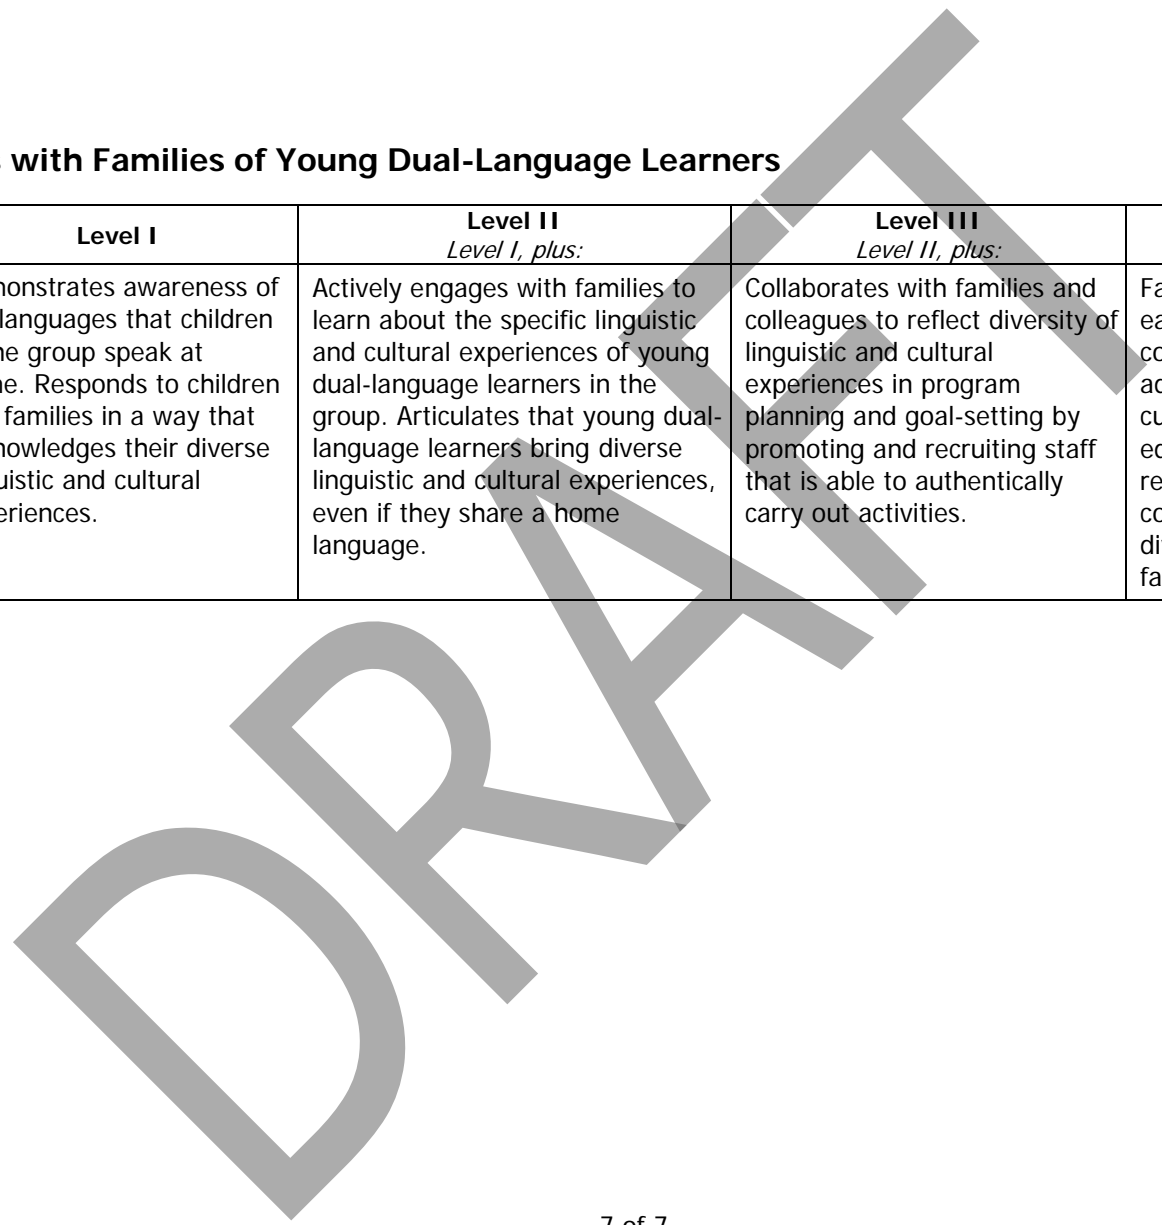 s with Families of Young Dual-Language Learners
Level I
monstrates awareness of
languages that children
he group speak at
ne. Responds to children
families in a way that
nowledges their diverse
uistic and cultural
eriences.
Level II
Level I, plus:
Actively engages with families to
learn about the specific linguistic
and cultural experiences of young
dual-language learners in the
group. Articulates that young dual-
language learners bring diverse
linguistic and cultural experiences,
even if they share a home
language.
Level III
Level II, plus:
Collaborates with families and
colleagues to reflect diversity of
linguistic and cultural
experiences in program
planning and goal-setting by
promoting and recruiting staff
that is able to authentically
carry out activities.
Fa
ea
co
ac
cu
ed
re
co
di
fa
DRAFT
7 of 7